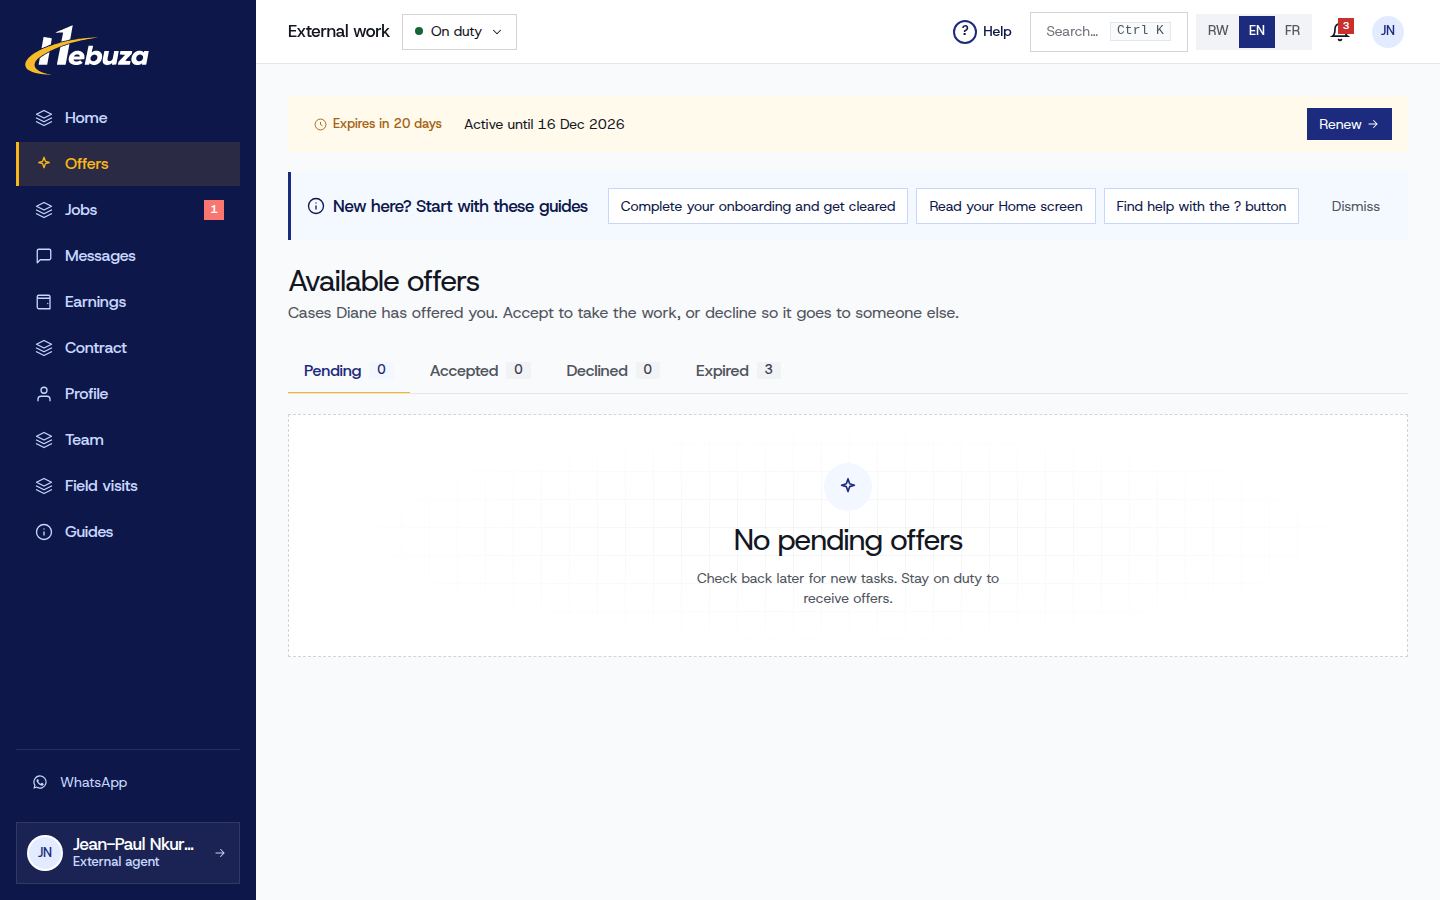 Hebuza
External work
On duty
? Help
Search... Ctrl K
RW EN FR
3
JN
Home
Offers
Jobs 1
Messages
Earnings
Contract
Profile
Team
Field visits
Guides
WhatsApp
JN
Jean-Paul Nkur...
External agent
Expires in 20 days Active until 16 Dec 2026
Renew
New here? Start with these guides
Complete your onboarding and get cleared
Read your Home screen
Find help with the ? button
Dismiss
Available offers
Cases Diane has offered you. Accept to take the work, or decline so it goes to someone else.
Pending 0 Accepted 0 Declined 0 Expired 3
No pending offers
Check back later for new tasks. Stay on duty to
receive offers.